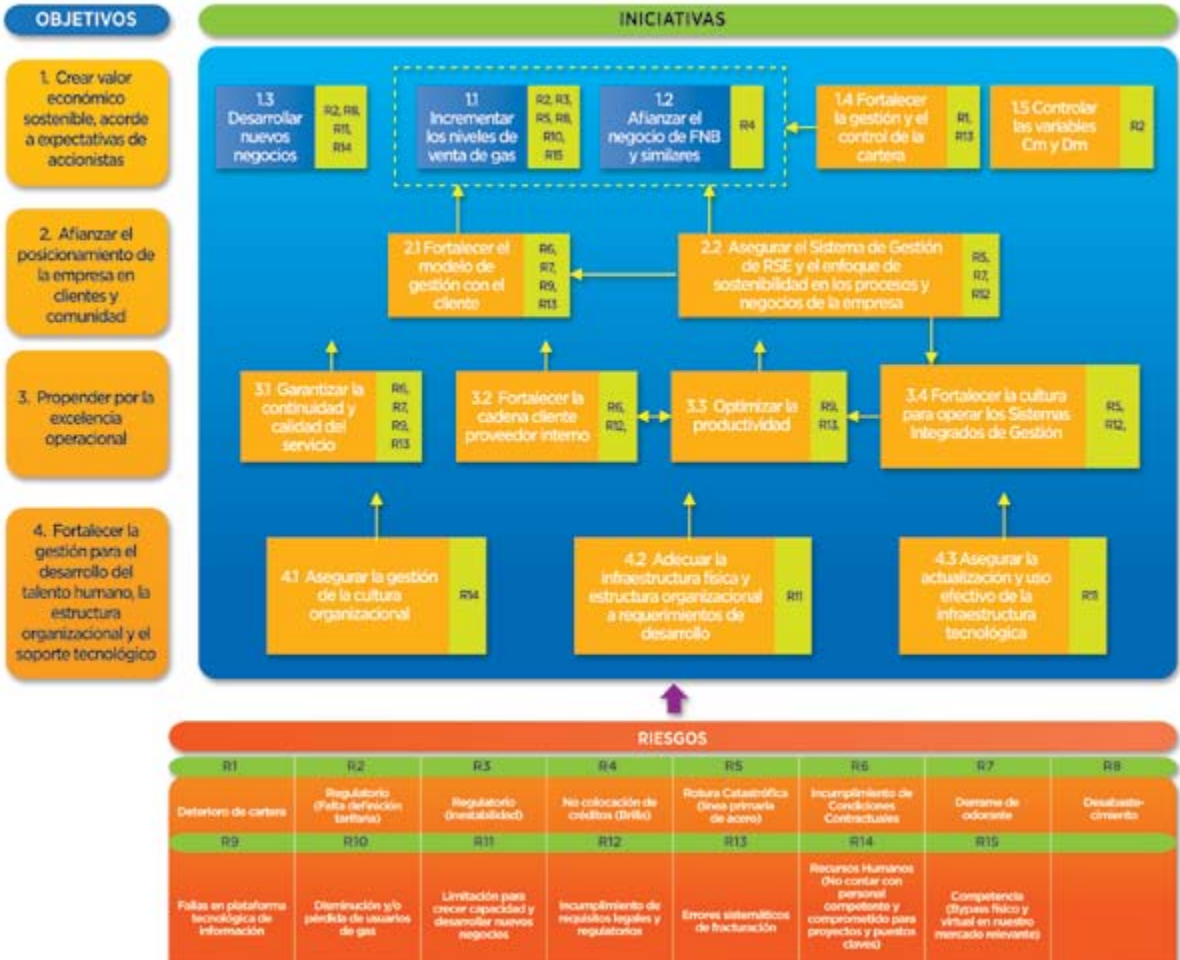 OBJETIVOS
INICIATIVAS
1. Crear valor
económico
sostenible, acorde
a expectativas de
accionistas
1.3
Desarrollar
nuevos
negocios
R2, R8,
R11,
R14
1.1
Incrementar
los niveles de
venta de gas
R2, R3,
R5, R8,
R10,
R15
1.2
Afianzar el
negocio de FNB
y similares
R4
1.4 Fortalecer
la gestión y el
control de la
cartera
R1,
R13
1.5 Controlar
las variables
Cm y Dm
R2
2. Afianzar el
posicionamiento de
la empresa en
clientes y
comunidad
2.1 Fortalecer el
modelo de
gestión con el
cliente
R6,
R7,
R9,
R13
2.2 Asegurar el Sistema de Gestión
de RSE y el enfoque de
sostenibilidad en los procesos y
negocios de la empresa
R5,
R7,
R12
3. Propender por la
excelencia
operacional
3.1 Garantizar la
continuidad y
calidad del
servicio
R6,
R7,
R9,
R13
3.2 Fortalecer la
cadena cliente
proveedor interno
R6,
R12,
3.3 Optimizar la
productividad
R9,
R13,
3.4 Fortalecer la cultura
para operar los Sistemas
Integrados de Gestión
R5,
R12,
4. Fortalecer la
gestión para el
desarrollo del
talento humano, la
estructura
organizacional y el
soporte tecnológico
4.1 Asegurar la gestión
de la cultura
organizacional
R14
4.2 Adecuar la
infraestructura física y
estructura organizacional
a requerimientos de
desarrollo
R11
4.3 Asegurar la
actualización y uso
efectivo de la
infraestructura
tecnológica
R11
RIESGOS
R1 R2 R3 R4 R5 R6 R7 R8
Deterioro de cartera
Regulatorio
(Falta definición
tarifaria)
Regulatorio
(inestabilidad)
No colocación de
créditos (Brilla)
Rotura Catastrófica
(línea primaria
de acero)
Incumplimiento de
Condiciones
Contractuales
Derrame de
odorante
Desabaste-
cimiento
R9 R10 R11 R12 R13 R14 R15
Fallas en plataforma
tecnológica de
información
Disminución y/o
pérdida de usuarios
de gas
Limitación para
crecer capacidad y
desarrollar nuevos
negocios
Incumplimiento de
requisitos legales y
regulatorios
Errores sistemáticos
de fracturación
Recursos Humanos
(No contar con
personal
competente y
comprometido para
proyectos y puestos
claves)
Competencia
(Bypass físico y
virtual en nuestro
mercado relevante)